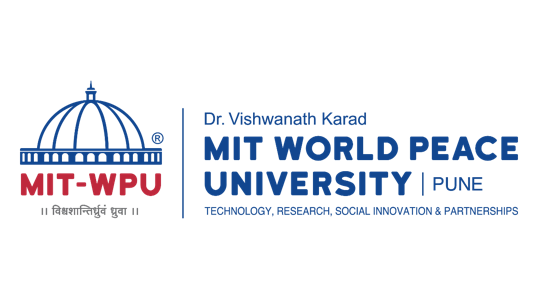 ®
MIT-WPU
।। विश्वशान्तिर्ध्रुवं ध्रुवा ।।
Dr. Vishwanath Karad
MIT WORLD PEACE
UNIVERSITY | PUNE
TECHNOLOGY, RESEARCH, SOCIAL INNOVATION & PARTNERSHIPS